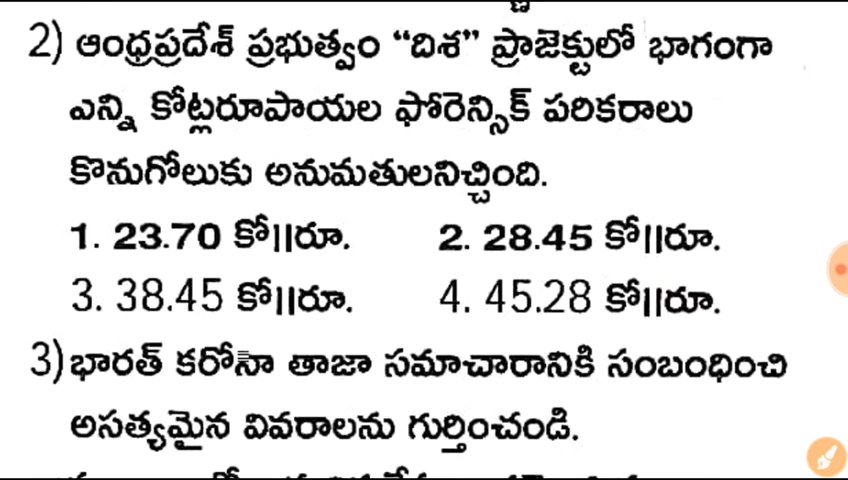 2) ఆంధ్రప్రదేశ్ ప్రభుత్వం “దిశ” ప్రాజెక్టులో భాగంగా
ఎన్ని కోట్లరూపాయల ఫోరెన్సిక్ పరికరాలు
కొనుగోలుకు అనుమతులనిచ్చింది.
1. 23.70 కో||రూ. 2. 28.45 కో||రూ.
3. 38.45 కో||రూ. 4. 45.28 కో||రూ.
3) భారత్ కరోనా తాజా సమాచారానికి సంబంధించి
అసత్యమైన వివరాలను గుర్తించండి.